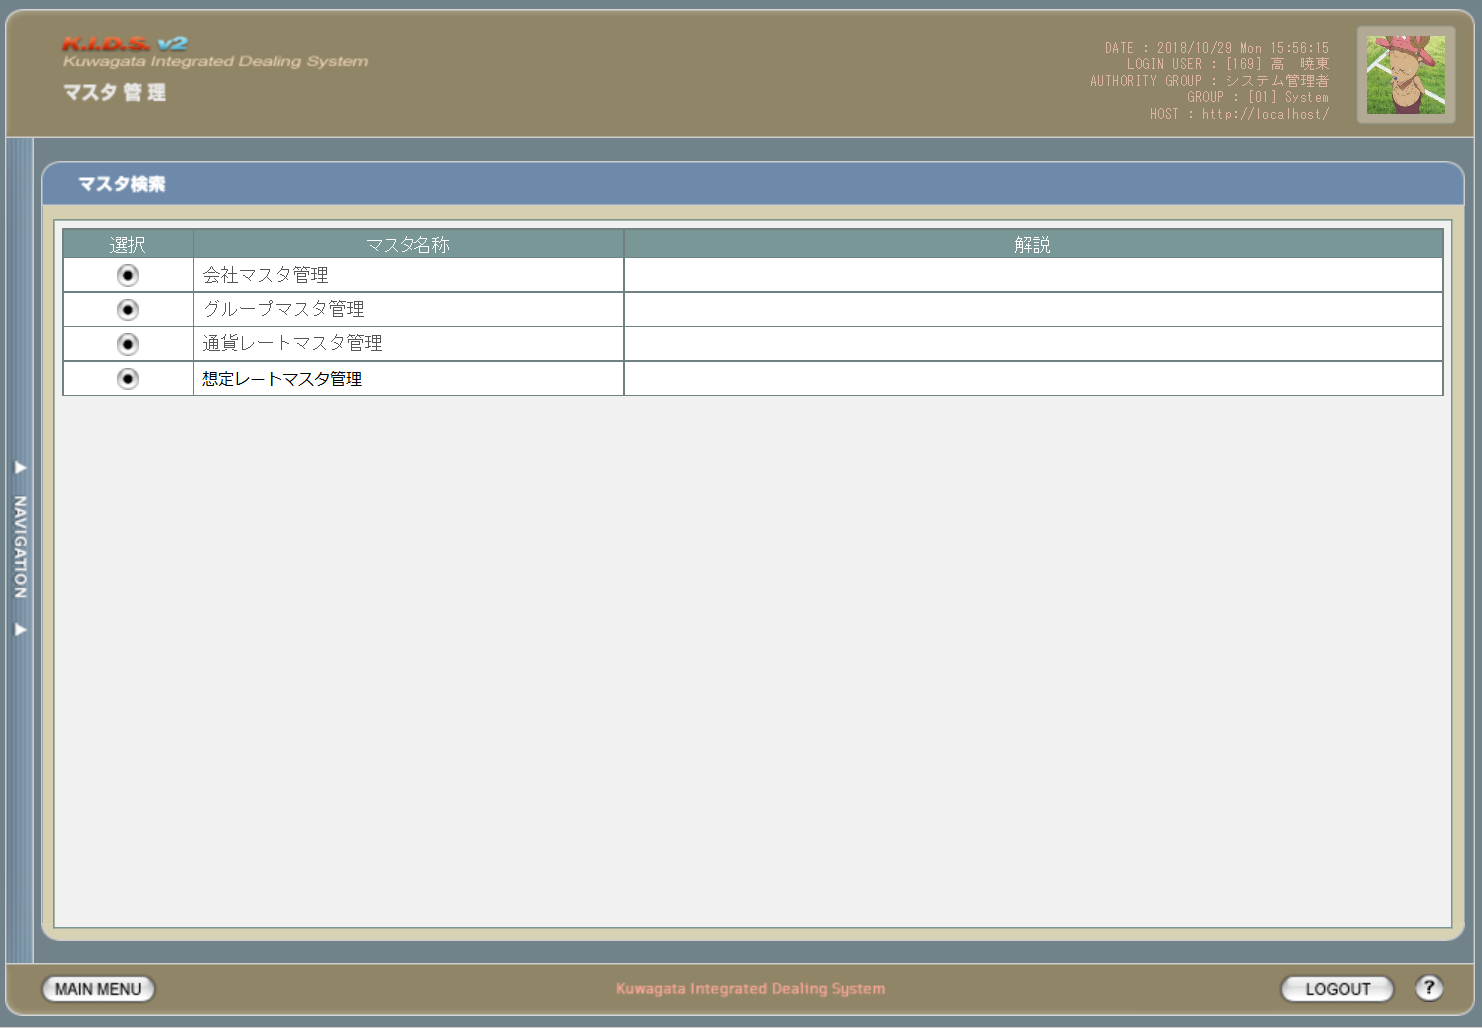 K.I.D.S. v2
Kuwagata Integrated Dealing System
マスタ管理
DATE : 2018/10/29 Mon 15:56:15
LOGIN USER : [169] 高　暁東
AUTHORITY GROUP : システム管理者
GROUP : [01] System
HOST : http://localhost/
NAVIGATION
マスタ検索
選択 マスタ名称 解説
会社マスタ管理
グループマスタ管理
通貨レートマスタ管理
想定レートマスタ管理
MAIN MENU
Kuwagata Integrated Dealing System
LOGOUT
?